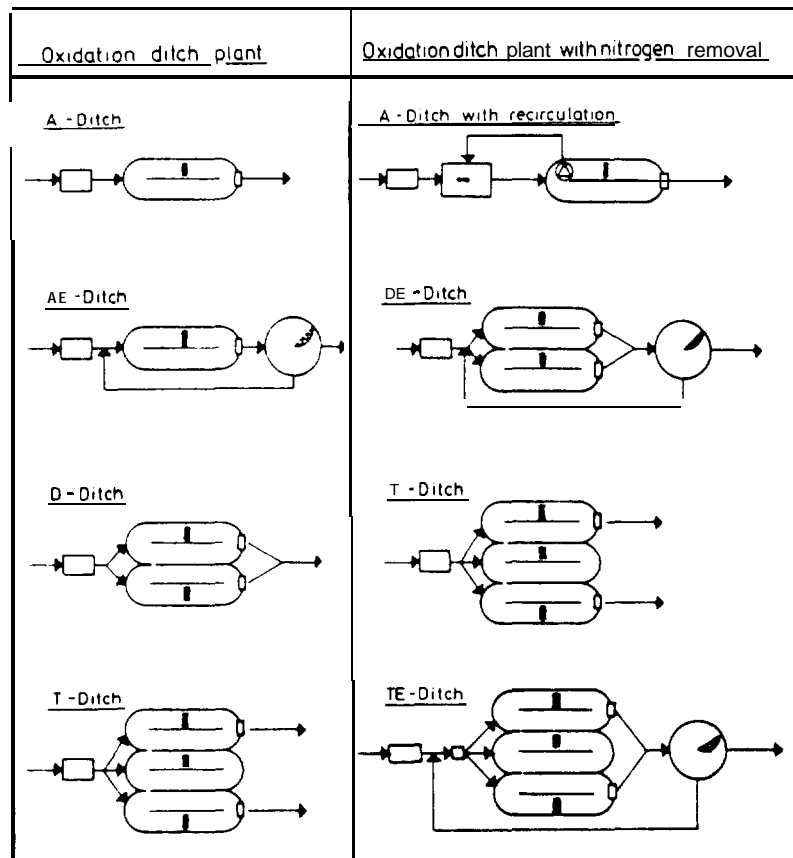 Oxidation ditch plant
Oxidation ditch plant with nitrogen removal
A - Ditch
A - Ditch with recirculation
AE - Ditch
DE - Ditch
D - Ditch
T - Ditch
T - Ditch
TE - Ditch